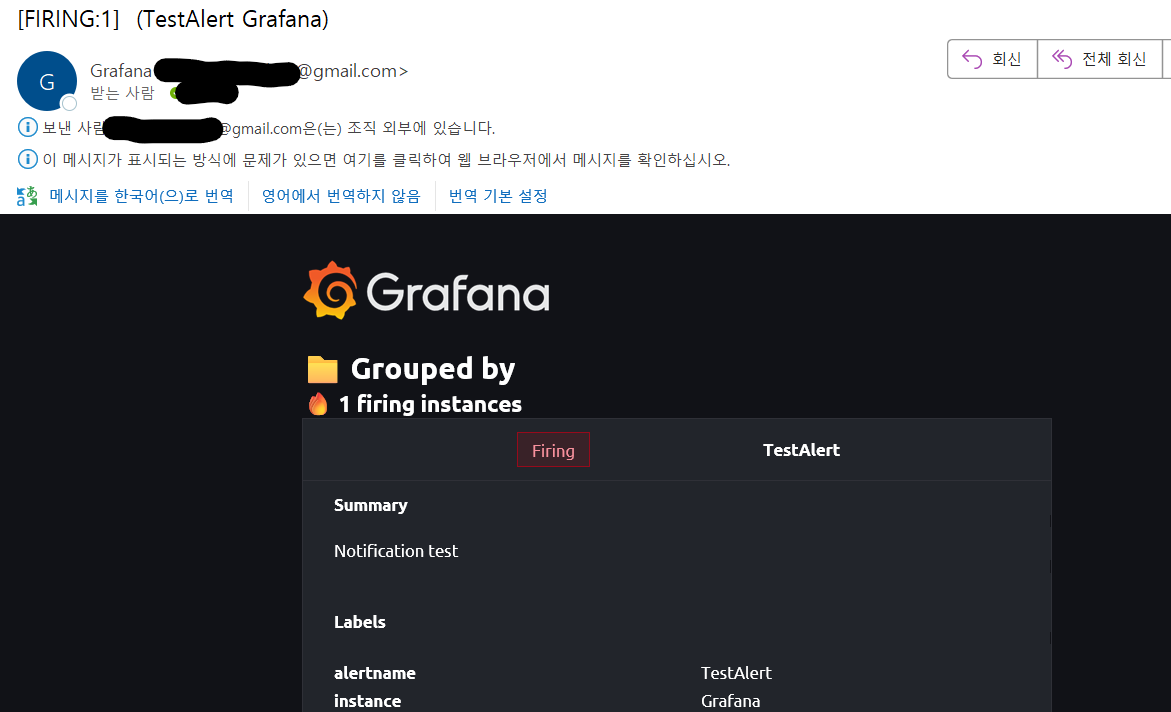 [FIRING:1] (TestAlert Grafana)
G
Grafana @gmail.com>
받는 사람
회신
전체 회신
보낸 사람 @gmail.com은(는) 조직 외부에 있습니다.
이 메시지가 표시되는 방식에 문제가 있으면 여기를 클릭하여 웹 브라우저에서 메시지를 확인하십시오.
메시지를 한국어(으)로 번역 영어에서 번역하지 않음 번역 기본 설정
Grafana
Grouped by
1 firing instances
Firing TestAlert
Summary
Notification test
Labels
alertname TestAlert
instance Grafana